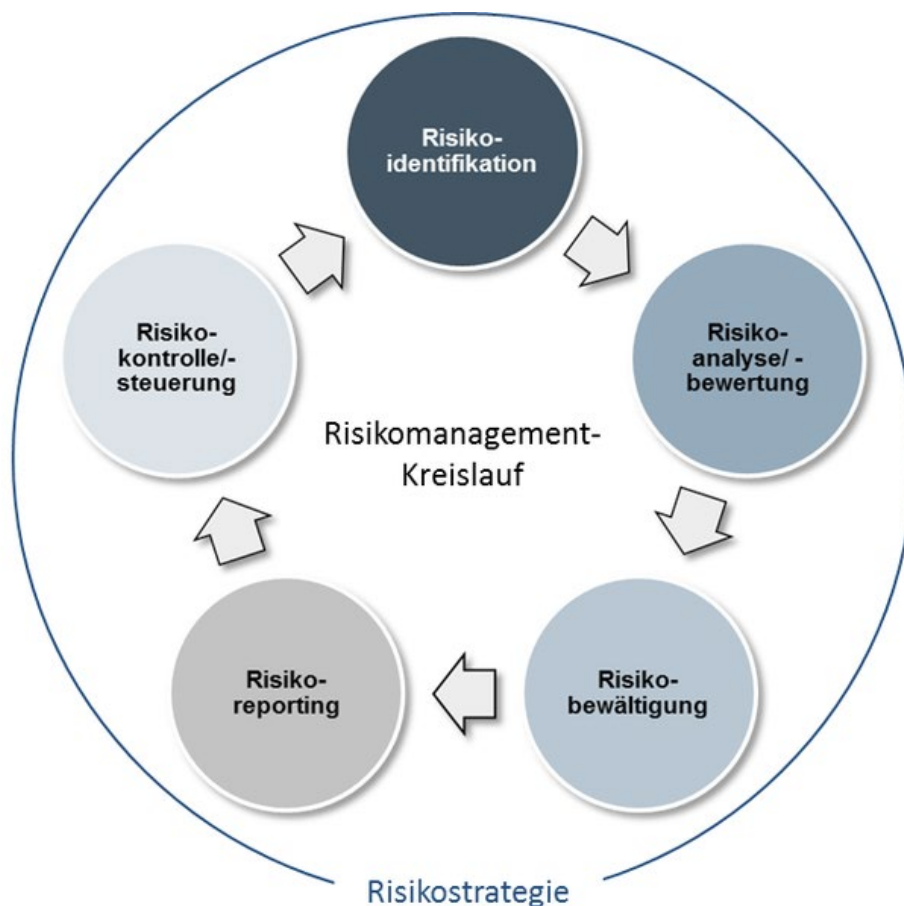 Risiko-
identifikation
Risiko-
analyse/ -
bewertung
Risiko-
bewältigung
Risiko-
reporting
Risiko-
kontrolle/-
steuerung
Risikomanagement-
Kreislauf
Risikostrategie